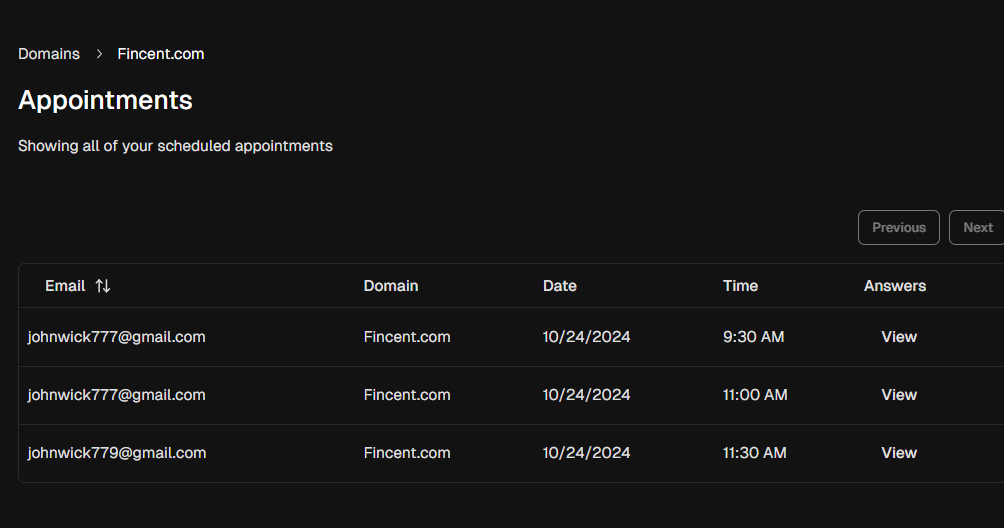 Domains > Fincent.com
Appointments
Showing all of your scheduled appointments
Previous Next
Email Domain Date Time Answers
johnwick777@gmail.com Fincent.com 10/24/2024 9:30 AM View
johnwick777@gmail.com Fincent.com 10/24/2024 11:00 AM View
johnwick779@gmail.com Fincent.com 10/24/2024 11:30 AM View